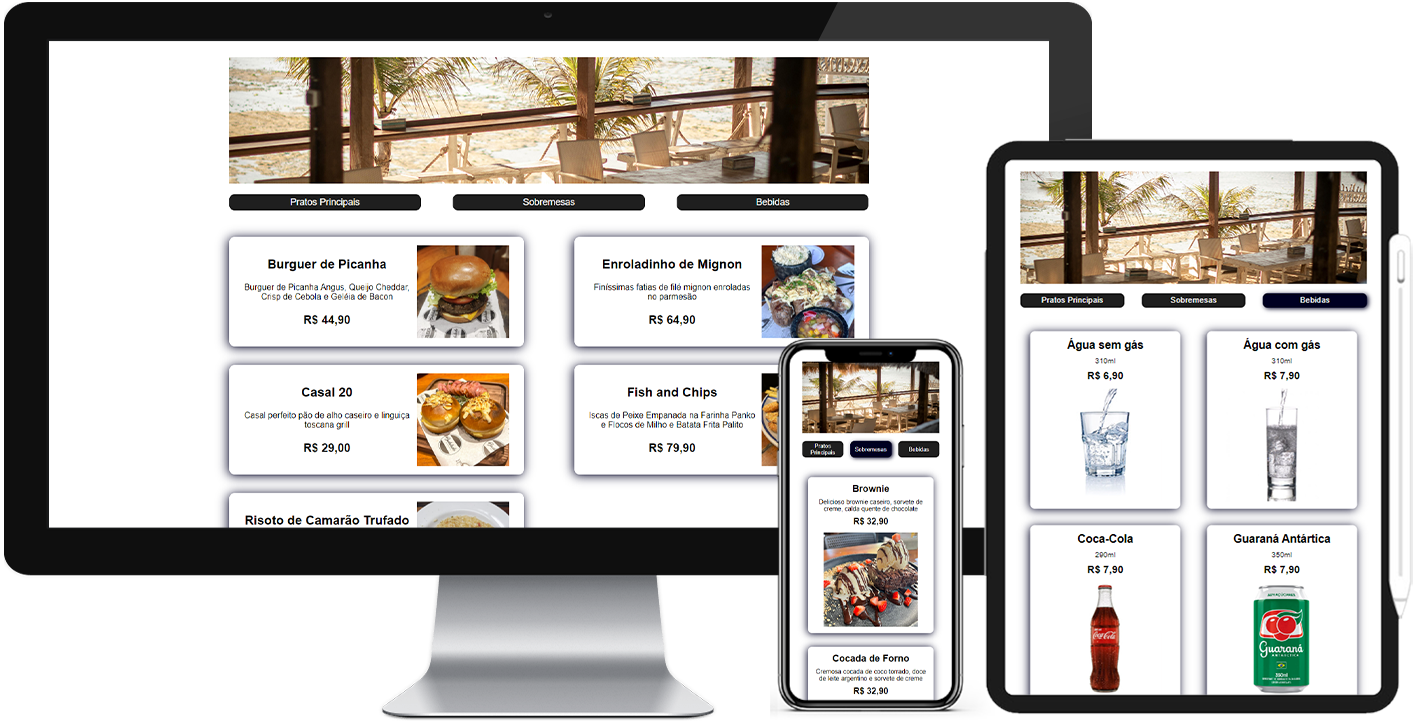 Pratos Principais
Sobremesas
Bebidas
Burguer de Picanha
Burguer de Picanha Angus, Queijo Cheddar,
Crisp de Cebola e Geléia de Bacon
R$ 44,90
Enroladinho de Mignon
Finíssimas fatias de filé mignon enroladas
no parmesão
R$ 64,90
Casal 20
Casal perfeito pão de alho caseiro e linguiça
toscana grill
R$ 29,00
Fish and Chips
Iscas de Peixe Empanada na Farinha Panko
e Flocos de Milho e Batata Frita Palito
R$ 79,90
Risoto de Camarão Trufado
Pratos
Principais
Sobremesas
Bebidas
Brownie
Delicioso brownie caseiro, sorvete de
creme, calda quente de chocolate
R$ 32,90
Cocada de Forno
Cremosa cocada de coco torrado, doce
de leite argentino e sorvete de creme
R$ 32,90
Pratos Principais
Sobremesas
Bebidas
Água sem gás
310ml
R$ 6,90
Água com gás
310ml
R$ 7,90
Coca-Cola
290ml
R$ 7,90
Coca-Cola
Guaraná Antártica
350ml
R$ 7,90
Guaraná
350ml